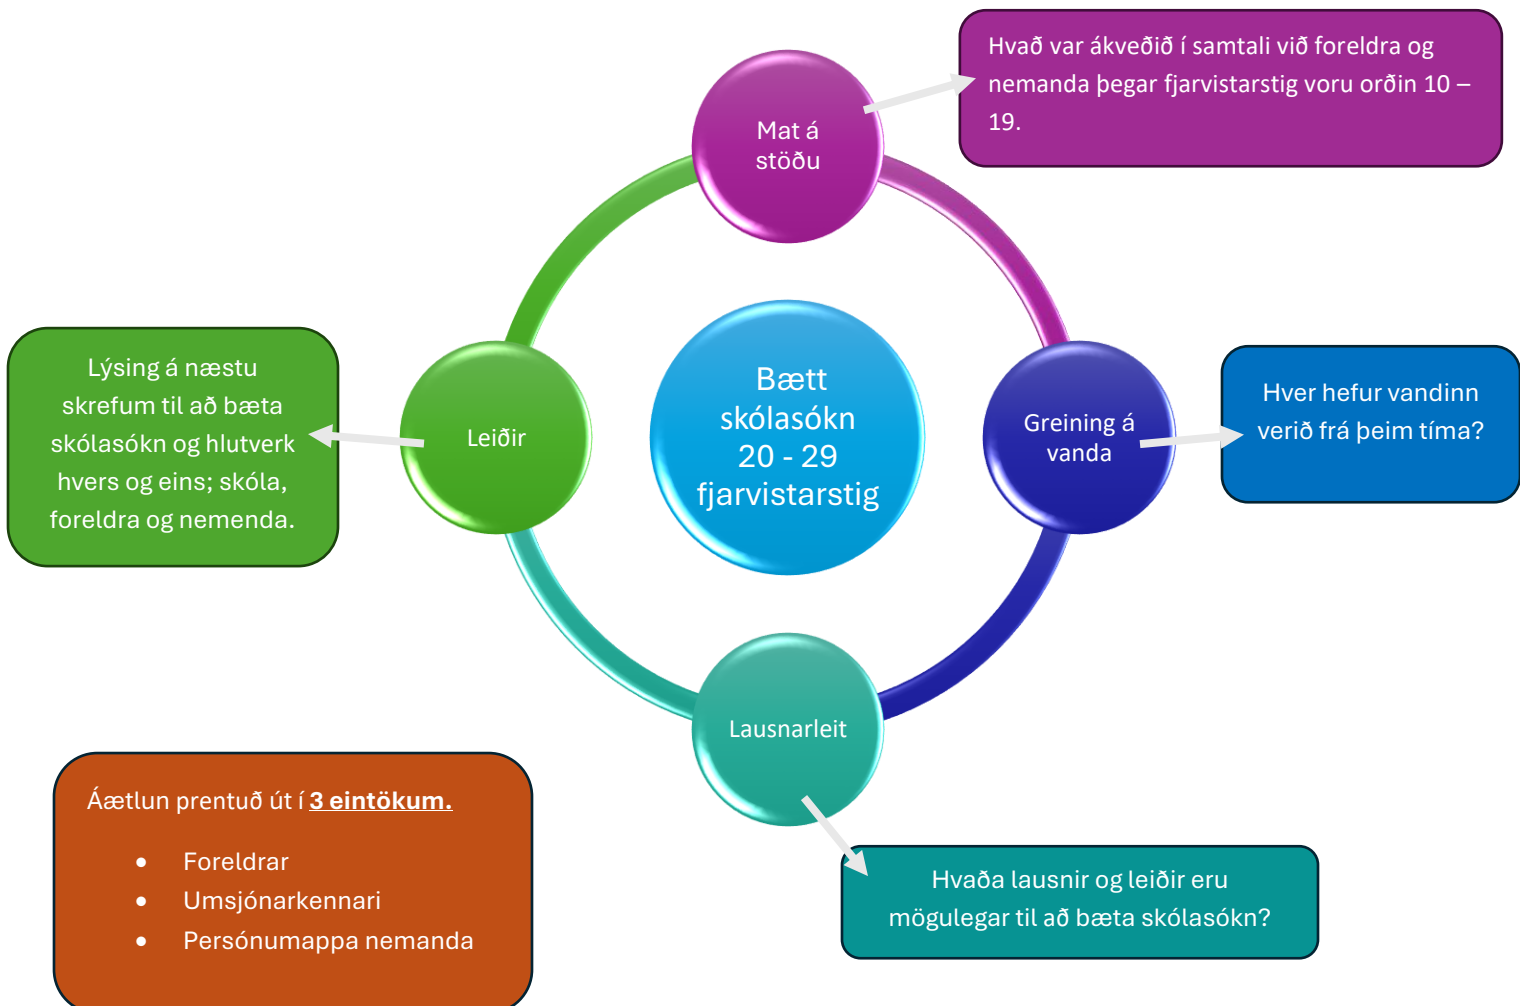 Hvað var ákveðið í samtali við foreldra og
nemanda þegar fjarvistarstig voru orðin 10 –
19.
Mat á
stöðu
Lýsing á næstu
skrefum til að bæta
skólasókn og hlutverk
hvers og eins; skóla,
foreldra og nemenda.
Leiðir
Bætt
skólasókn
20 - 29
fjarvistarstig
Greining á
vanda
Hver hefur vandinn
verið frá þeim tíma?
Lausnarleit
Áætlun prentuð út í 3 eintökum.
• Foreldrar
• Umsjónarkennari
• Persónumappa nemanda
Hvaða lausnir og leiðir eru
mögulegar til að bæta skólasókn?